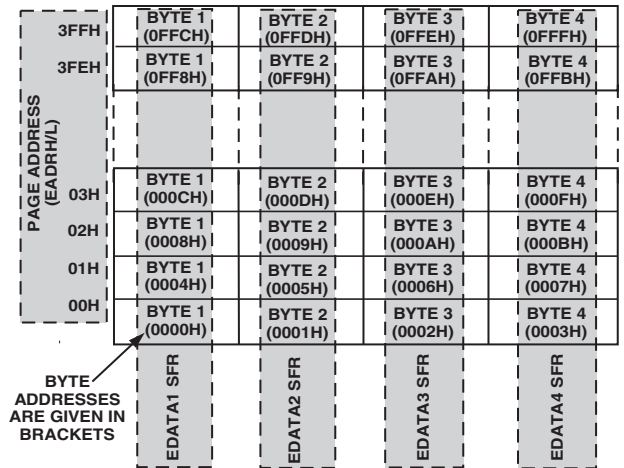 3FFH
BYTE 1
(0FFCH)
BYTE 2
(0FFDH)
BYTE 3
(0FFEH)
BYTE 4
(0FFFH)
3FEH
BYTE 1
(0FF8H)
BYTE 2
(0FF9H)
BYTE 3
(0FFAH)
BYTE 4
(0FFBH)
PAGE ADDRESS
(EADRH/L)
03H
BYTE 1
(000CH)
BYTE 2
(000DH)
BYTE 3
(000EH)
BYTE 4
(000FH)
02H
BYTE 1
(0008H)
BYTE 2
(0009H)
BYTE 3
(000AH)
BYTE 4
(000BH)
01H
BYTE 1
(0004H)
BYTE 2
(0005H)
BYTE 3
(0006H)
BYTE 4
(0007H)
00H
BYTE 1
(0000H)
BYTE 2
(0001H)
BYTE 3
(0002H)
BYTE 4
(0003H)
BYTE
ADDRESSES
ARE GIVEN IN
BRACKETS
EDATA1 SFR
EDATA2 SFR
EDATA3 SFR
EDATA4 SFR